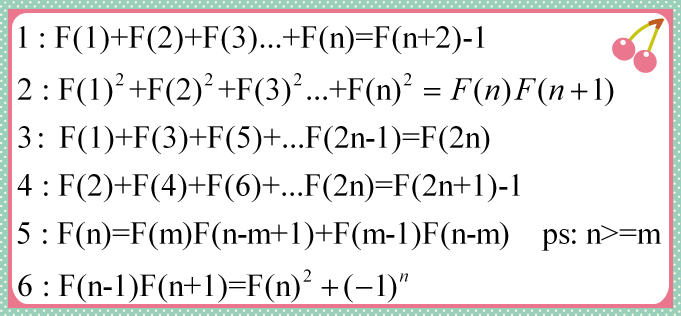 1 : F(1)+F(2)+F(3)...+F(n)=F(n+2)-1
2 : F(1)²+F(2)²+F(3)²...+F(n)² = F(n)F(n+1)
3: F(1)+F(3)+F(5)+...F(2n-1)=F(2n)
4 : F(2)+F(4)+F(6)+...F(2n)=F(2n+1)-1
5 : F(n)=F(m)F(n-m+1)+F(m-1)F(n-m) ps: n>=m
6 : F(n-1)F(n+1)=F(n)²+(−1)ⁿ